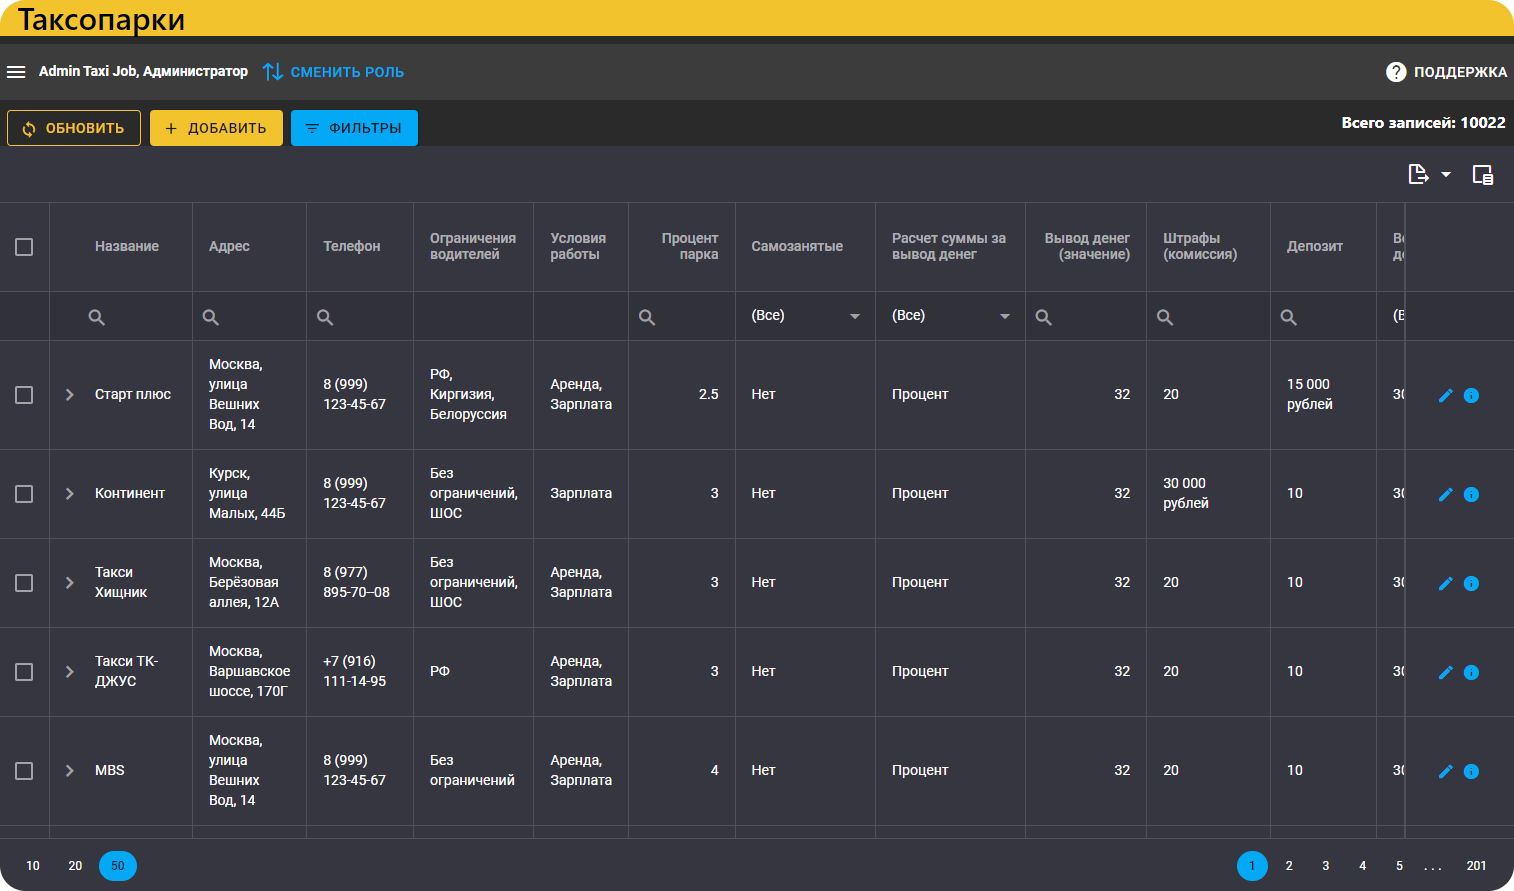 Таксопарки
Admin Taxi Job, Администратор СМЕНИТЬ РОЛЬ ПОДДЕРЖКА
ОБНОВИТЬ ДОБАВИТЬ ФИЛЬТРЫ Всего записей: 10022
Название
Адрес
Телефон
Ограничения
водителей
Условия
работы
Процент
парка
Самозанятые
Расчет суммы за
вывод денег
Вывод денег
(значение)
Штрафы
(комиссия)
Депозит
(Все) (Все)
Старт плюс
Москва,
улица
Вешних
Вод, 14
8 (999)
123-45-67
РФ,
Киргизия,
Белоруссия
Аренда,
Зарплата
2.5
Нет
Процент
32
20
15 000
рублей
30
Континент
Курск,
улица
Малых, 44Б
8 (999)
123-45-67
Без
ограничений,
ШОС
Зарплата
3
Нет
Процент
32
30 000
рублей
10
30
Такси
Хищник
Москва,
Берёзовая
аллея, 12А
8 (977)
895-70--08
Без
ограничений,
ШОС
Аренда,
Зарплата
3
Нет
Процент
32
20
10
30
Такси ТК-
ДЖУС
Москва,
Варшавское
шоссе, 170Г
+7 (916)
111-14-95
РФ
Аренда,
Зарплата
3
Нет
Процент
32
20
10
30
MBS
Москва,
улица
Вешних
Вод, 14
8 (999)
123-45-67
Без
ограничений
Аренда,
Зарплата
4
Нет
Процент
32
20
10
30
10 20 50 1 2 3 4 5 . . . 201